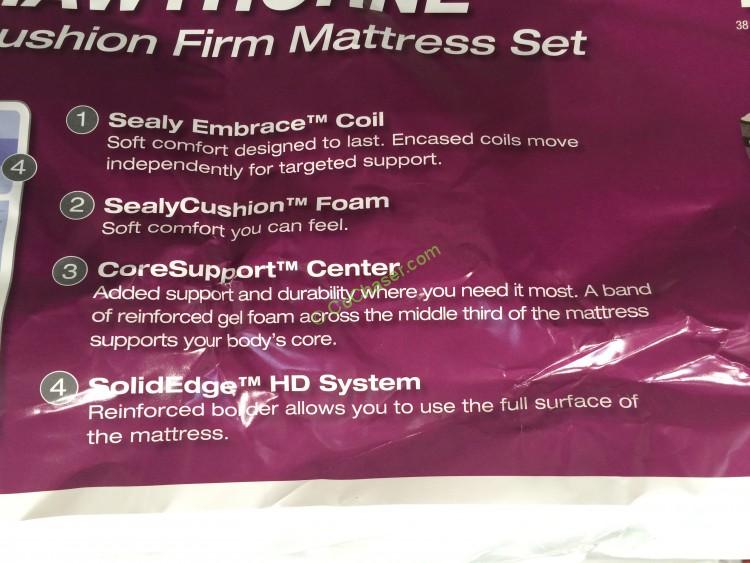 Cushion Firm Mattress Set
38
1 Sealy Embrace™ Coil
Soft comfort designed to last. Encased coils move
independently for targeted support.
4
2 SealyCushion™ Foam
Soft comfort you can feel.
3 CoreSupport™ Center
Added support and durability where you need it most. A band
of reinforced gel foam across the middle third of the mattress
supports your body's core.
© CoChaser.com
4 SolidEdge™ HD System
Reinforced border allows you to use the full surface of
the mattress.